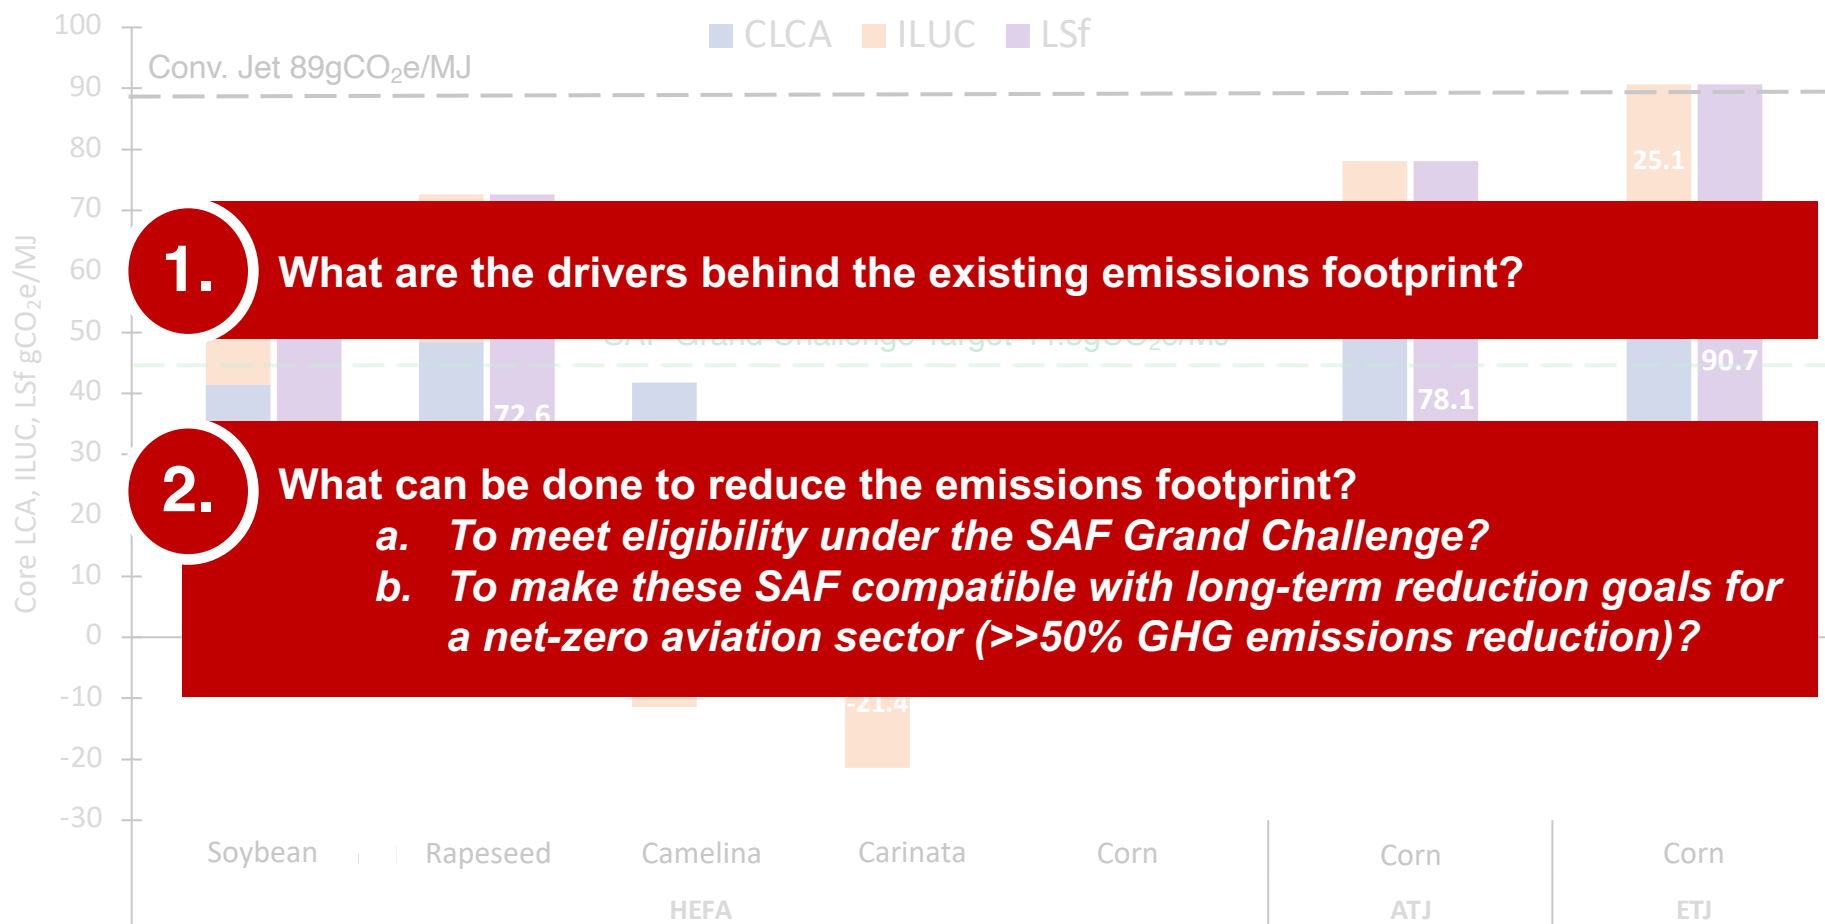 100
CLCA ILUC LSf
Conv. Jet 89gCO₂e/MJ
90
80
25.1
70
1. What are the drivers behind the existing emissions footprint?
60
50
40
90.7
78.1
72.6
30
2. What can be done to reduce the emissions footprint?
a. To meet eligibility under the SAF Grand Challenge?
b. To make these SAF compatible with long-term reduction goals for
a net-zero aviation sector (>>50% GHG emissions reduction)?
20
10
0
-10
-21.4
-20
-30
Core LCA, ILUC, LSf gCO₂e/MJ
Soybean Rapeseed Camelina Carinata Corn Corn Corn
HEFA ATJ ETJ